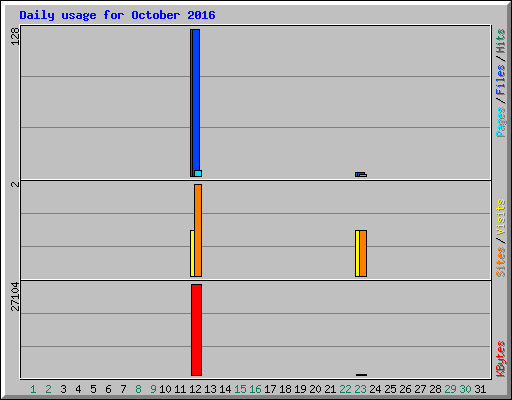 Daily usage for October 2016
128
2
27104
Pages/Files/Hits
Sites/Visits
KBytes
1 2 3 4 5 6 7 8 9 10 11 12 13 14 15 16 17 18 19 20 21 22 23 24 25 26 27 28 29 30 31